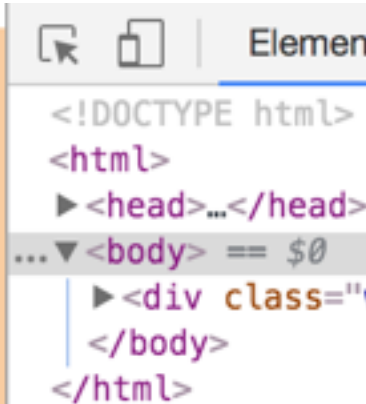 Elemen
<!DOCTYPE html>
<html>
▶<head>…</head>
...▼<body> == $0
▶<div class="
</body>
</html>